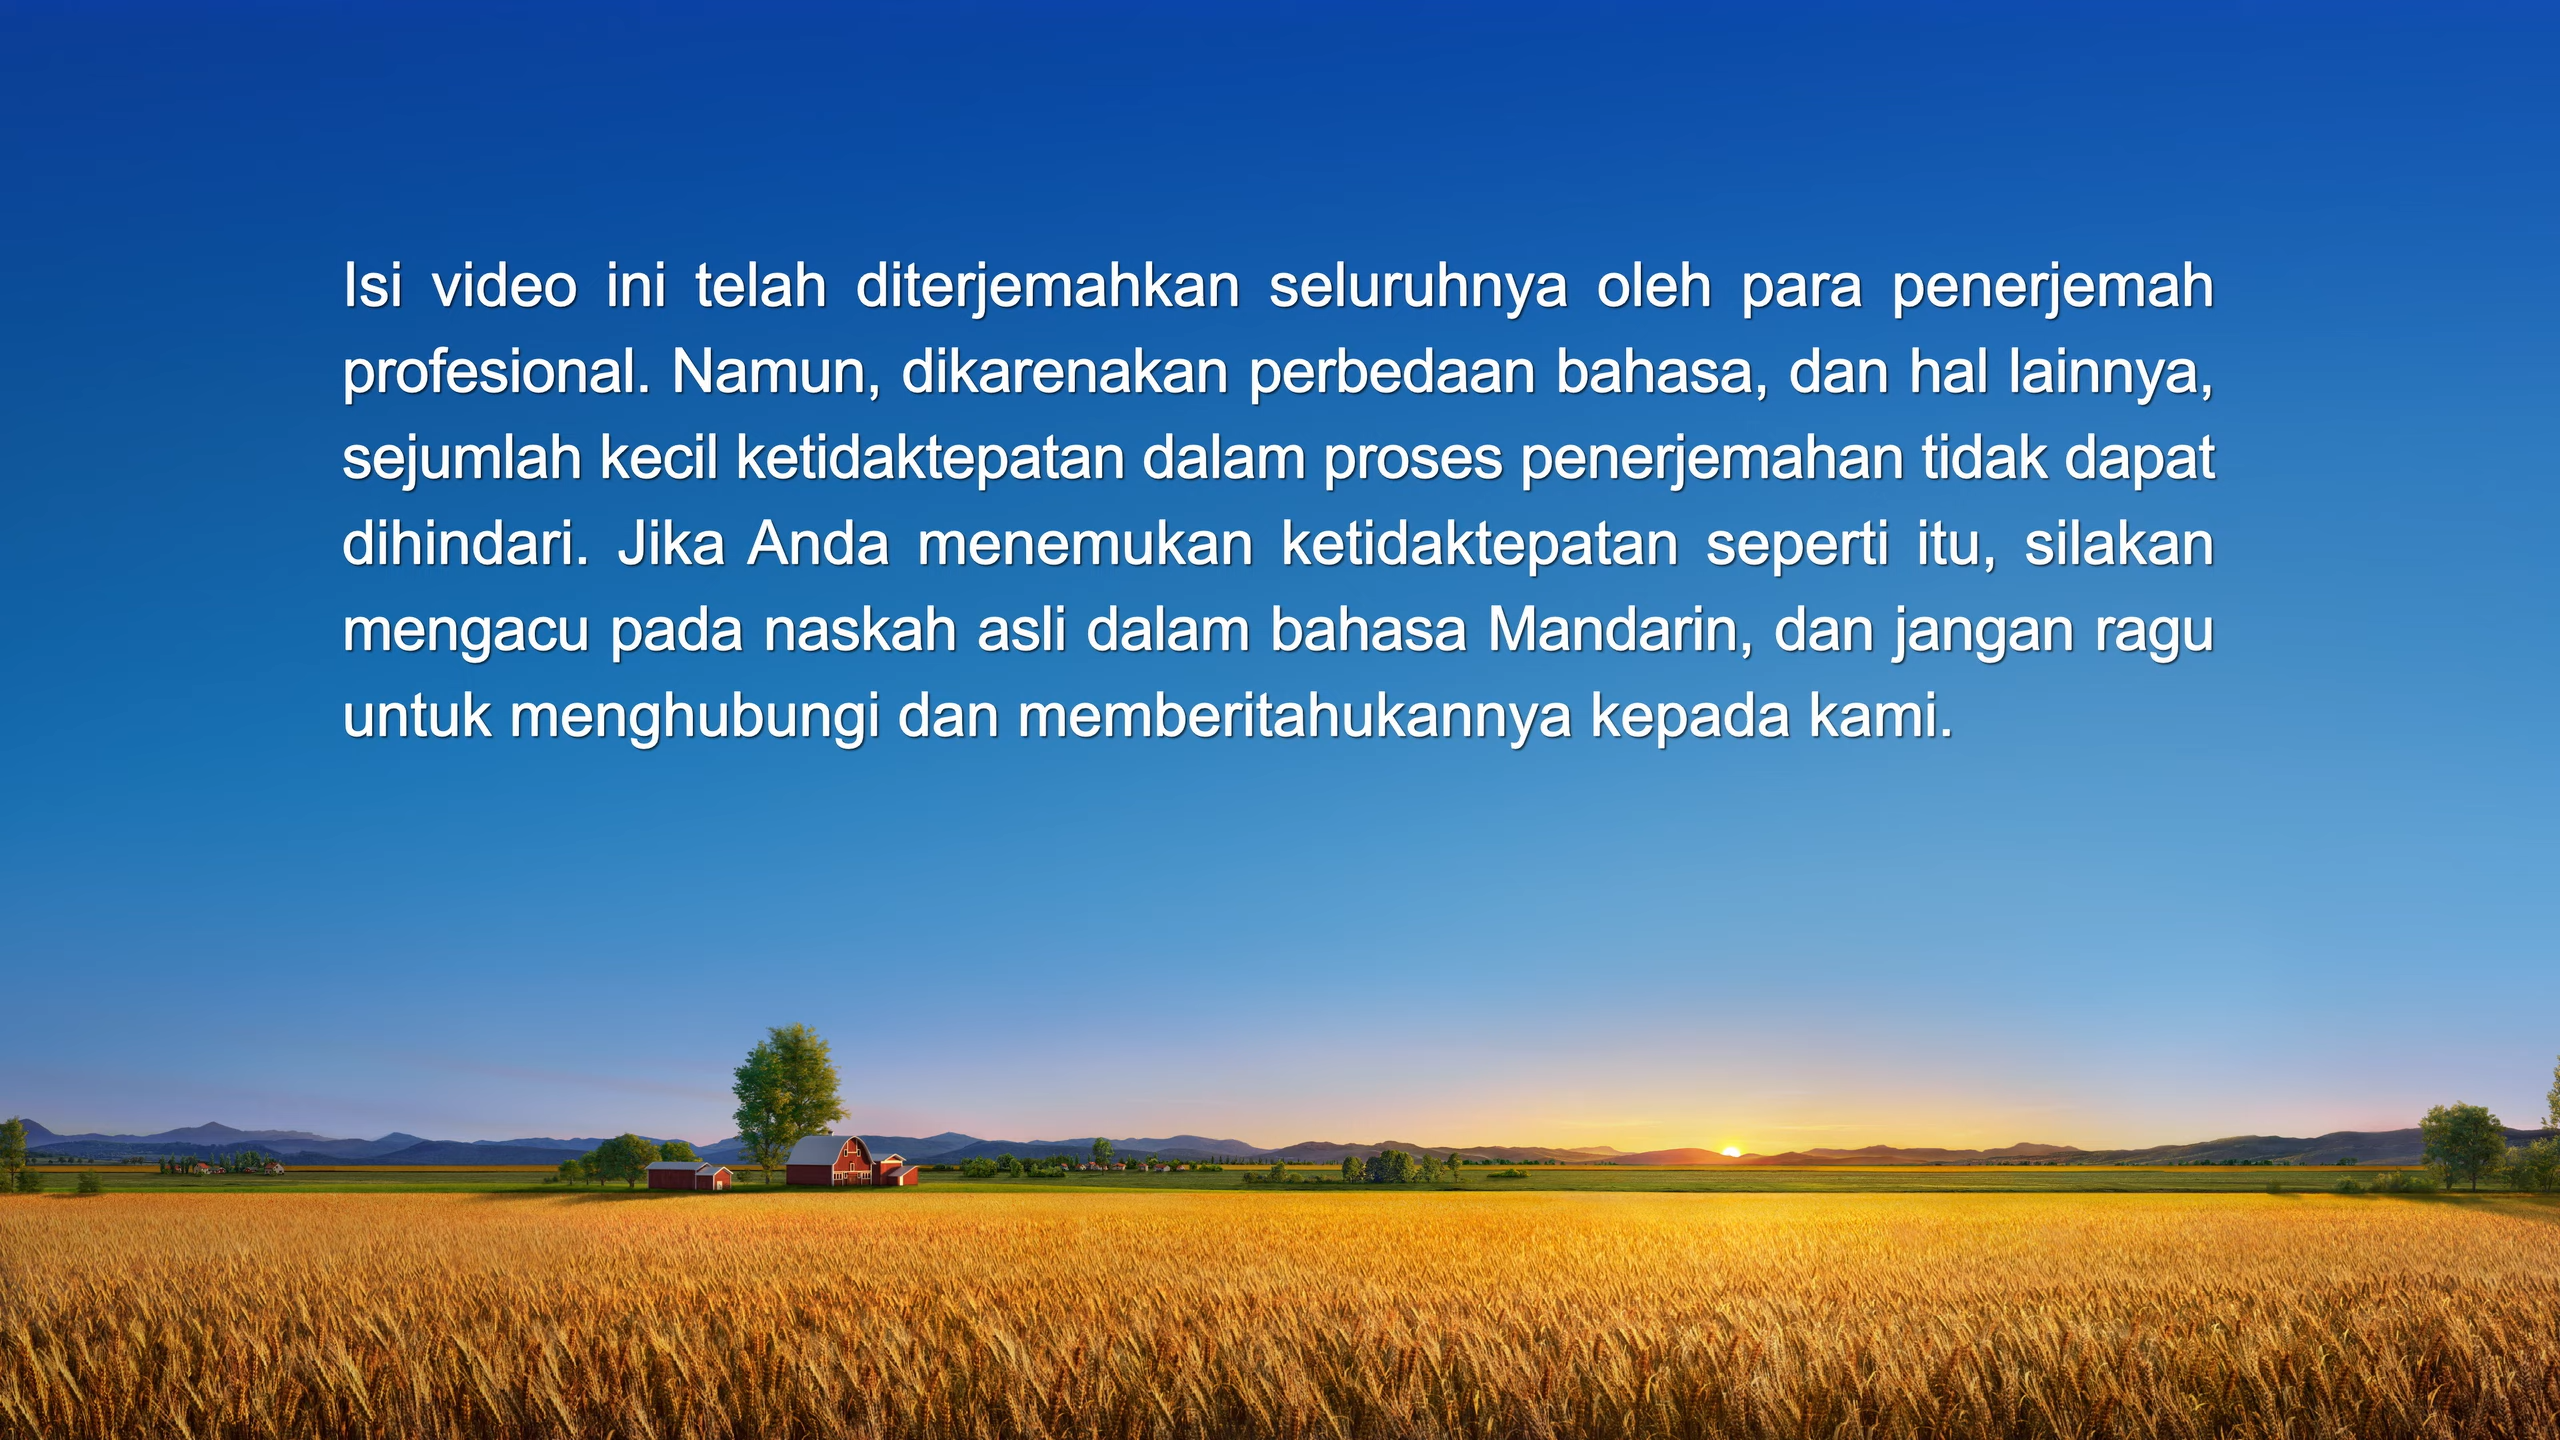 Isi video ini telah diterjemahkan seluruhnya oleh para penerjemah
profesional. Namun, dikarenakan perbedaan bahasa, dan hal lainnya,
sejumlah kecil ketidaktepatan dalam proses penerjemahan tidak dapat
dihindari. Jika Anda menemukan ketidaktepatan seperti itu, silakan
mengacu pada naskah asli dalam bahasa Mandarin, dan jangan ragu
untuk menghubungi dan memberitahukannya kepada kami.